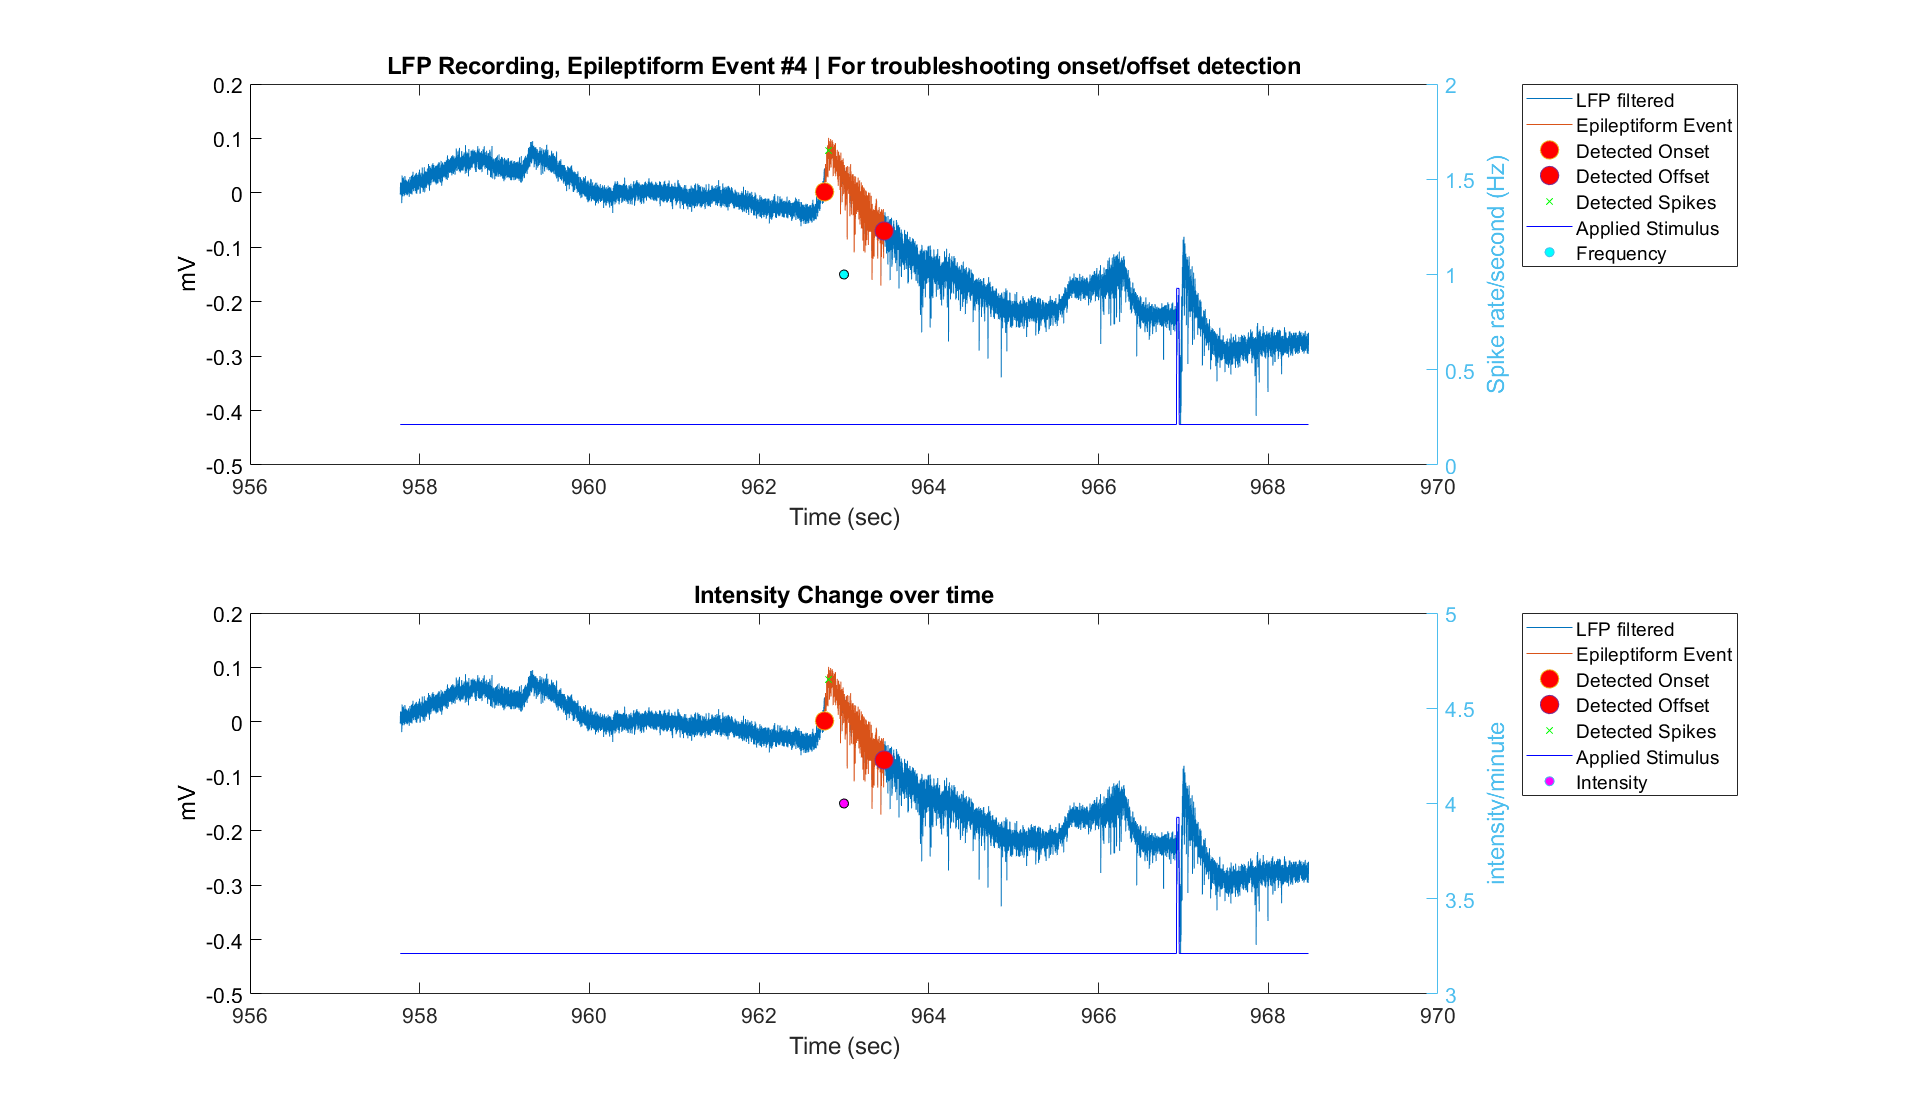 LFP Recording, Epileptiform Event #4 | For troubleshooting onset/offset detection
0.2
0.1
0
-0.1
-0.2
-0.3
-0.4
-0.5
mV
956
958
960
962
964
966
968
970
Time (sec)
2
1.5
1
0.5
0
Spike rate/second (Hz)
LFP filtered
Epileptiform Event
Detected Onset
Detected Offset
Detected Spikes
Applied Stimulus
Frequency
Intensity Change over time
0.2
0.1
0
-0.1
-0.2
-0.3
-0.4
-0.5
mV
956
958
960
962
964
966
968
970
Time (sec)
5
4.5
4
3.5
3
intensity/minute
LFP filtered
Epileptiform Event
Detected Onset
Detected Offset
Detected Spikes
Applied Stimulus
Intensity